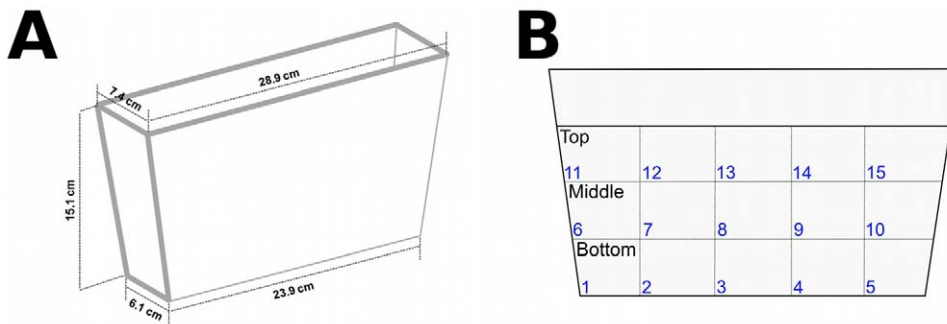 A
7.4 cm
28.9 cm
15.1 cm
6.1 cm
23.9 cm
B
Top
11 12 13 14 15
Middle
6 7 8 9 10
Bottom
1 2 3 4 5